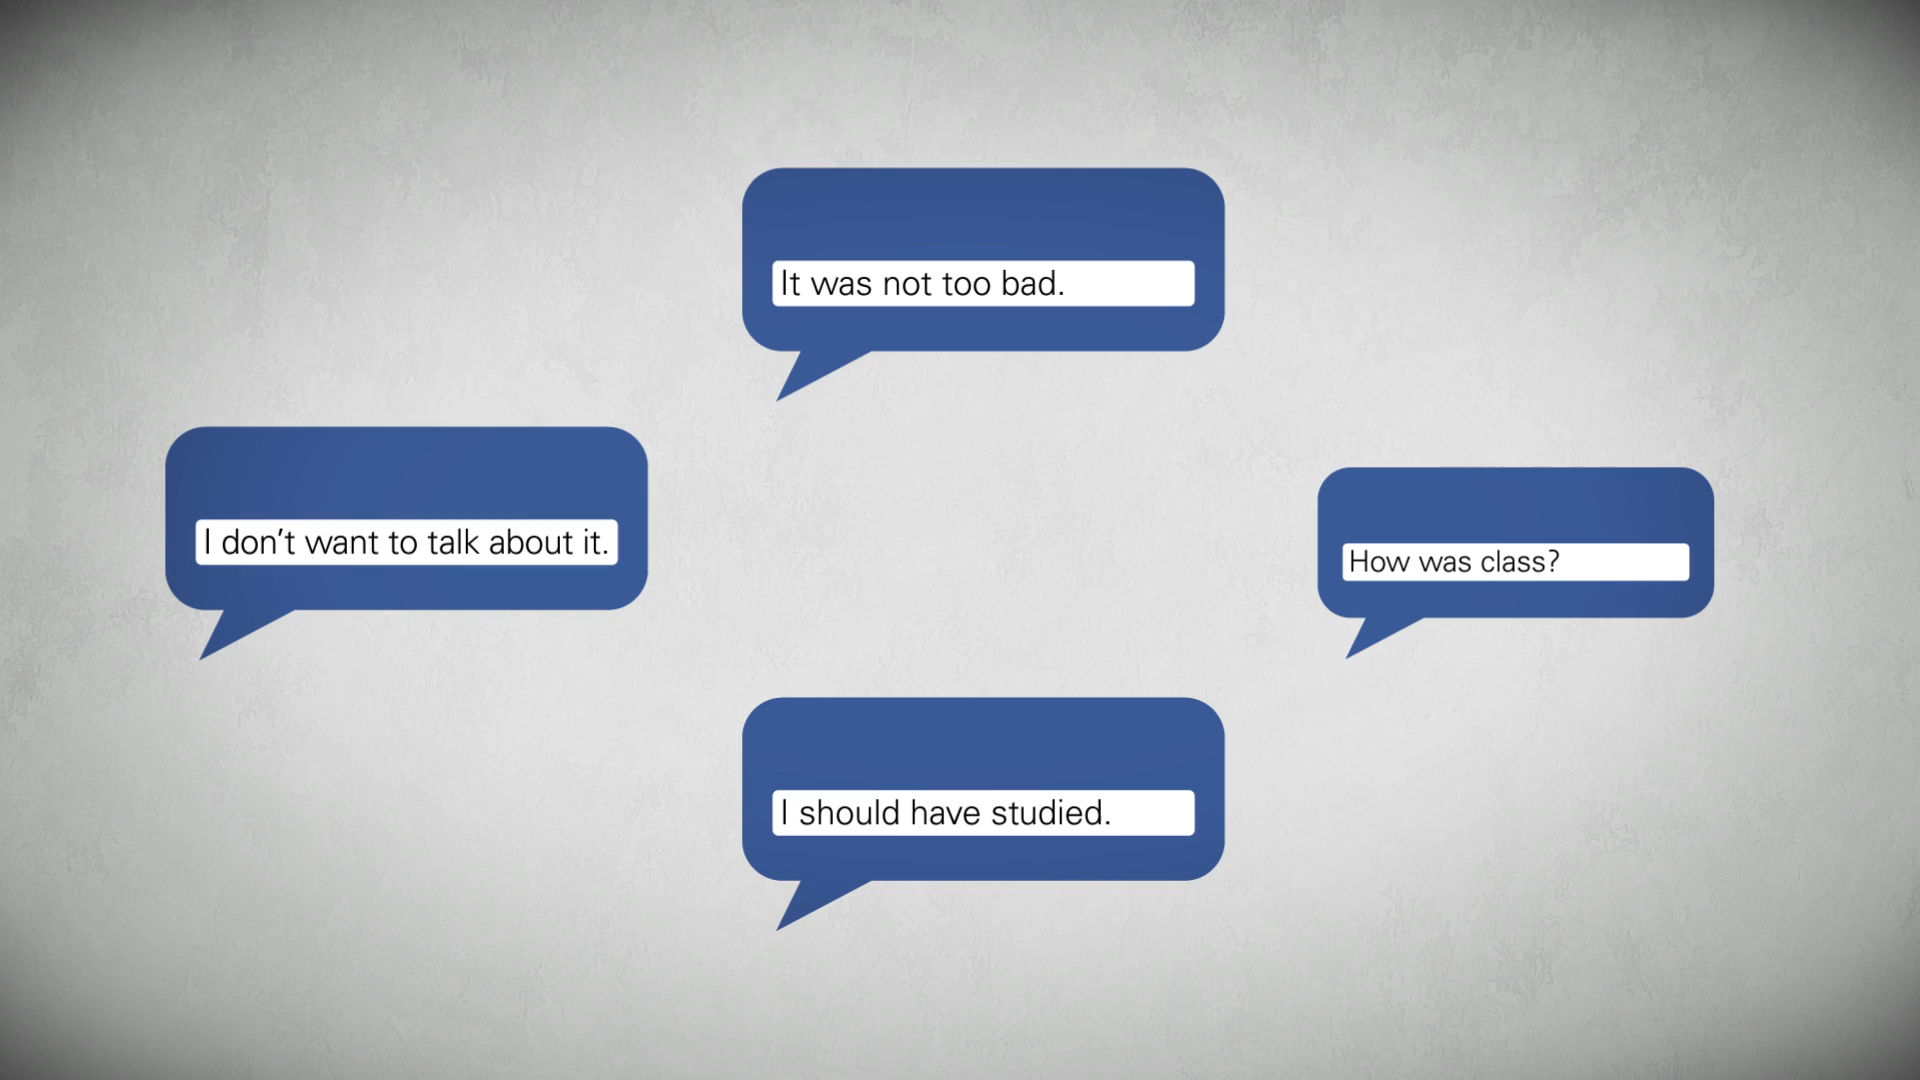 It was not too bad.
I don’t want to talk about it.
How was class?
I should have studied.